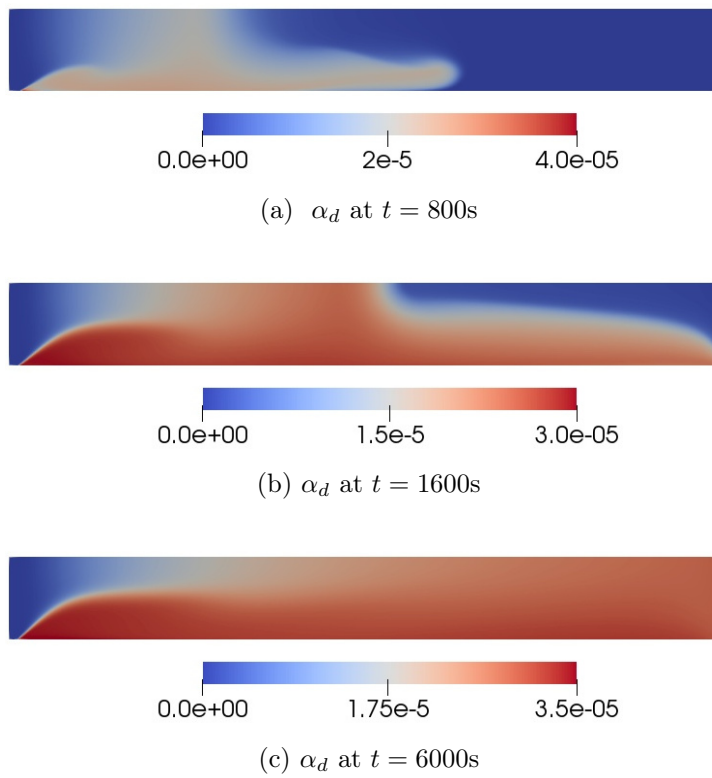 0.0e+00 2e-5 4.0e-05
(a) α_d at t = 800s
0.0e+00 1.5e-5 3.0e-05
(b) α_d at t = 1600s
0.0e+00 1.75e-5 3.5e-05
(c) α_d at t = 6000s